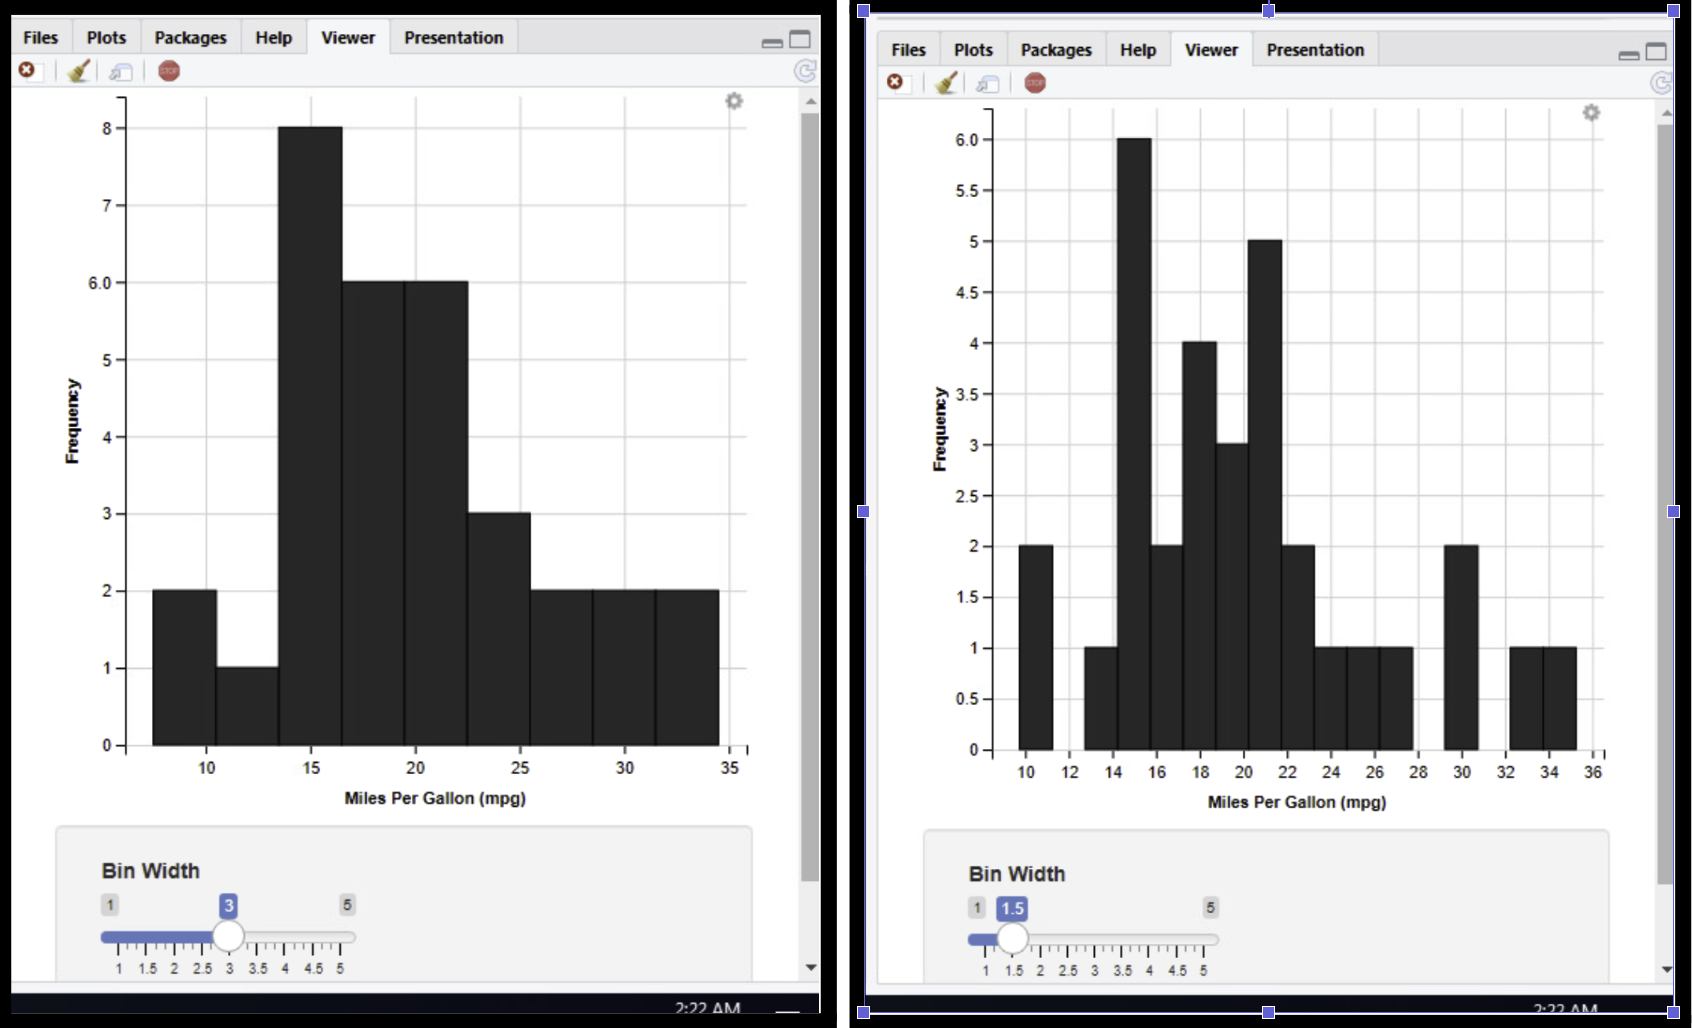 Files Plots Packages Help Viewer Presentation
STOP
8
7
6.0
5
4
3
2
1
0
Frequency
10 15 20 25 30 35
Miles Per Gallon (mpg)
Bin Width
1 3 5
1 1.5 2 2.5 3 3.5 4 4.5 5
2:22 AM
Files Plots Packages Help Viewer Presentation
STOP
6.0
5.5
5
4.5
4
3.5
3
2.5
2
1.5
1
0.5
0
Frequency
10 12 14 16 18 20 22 24 26 28 30 32 34 36
Miles Per Gallon (mpg)
Bin Width
1 1.5 5
1 1.5 2 2.5 3 3.5 4 4.5 5
2:22 AM